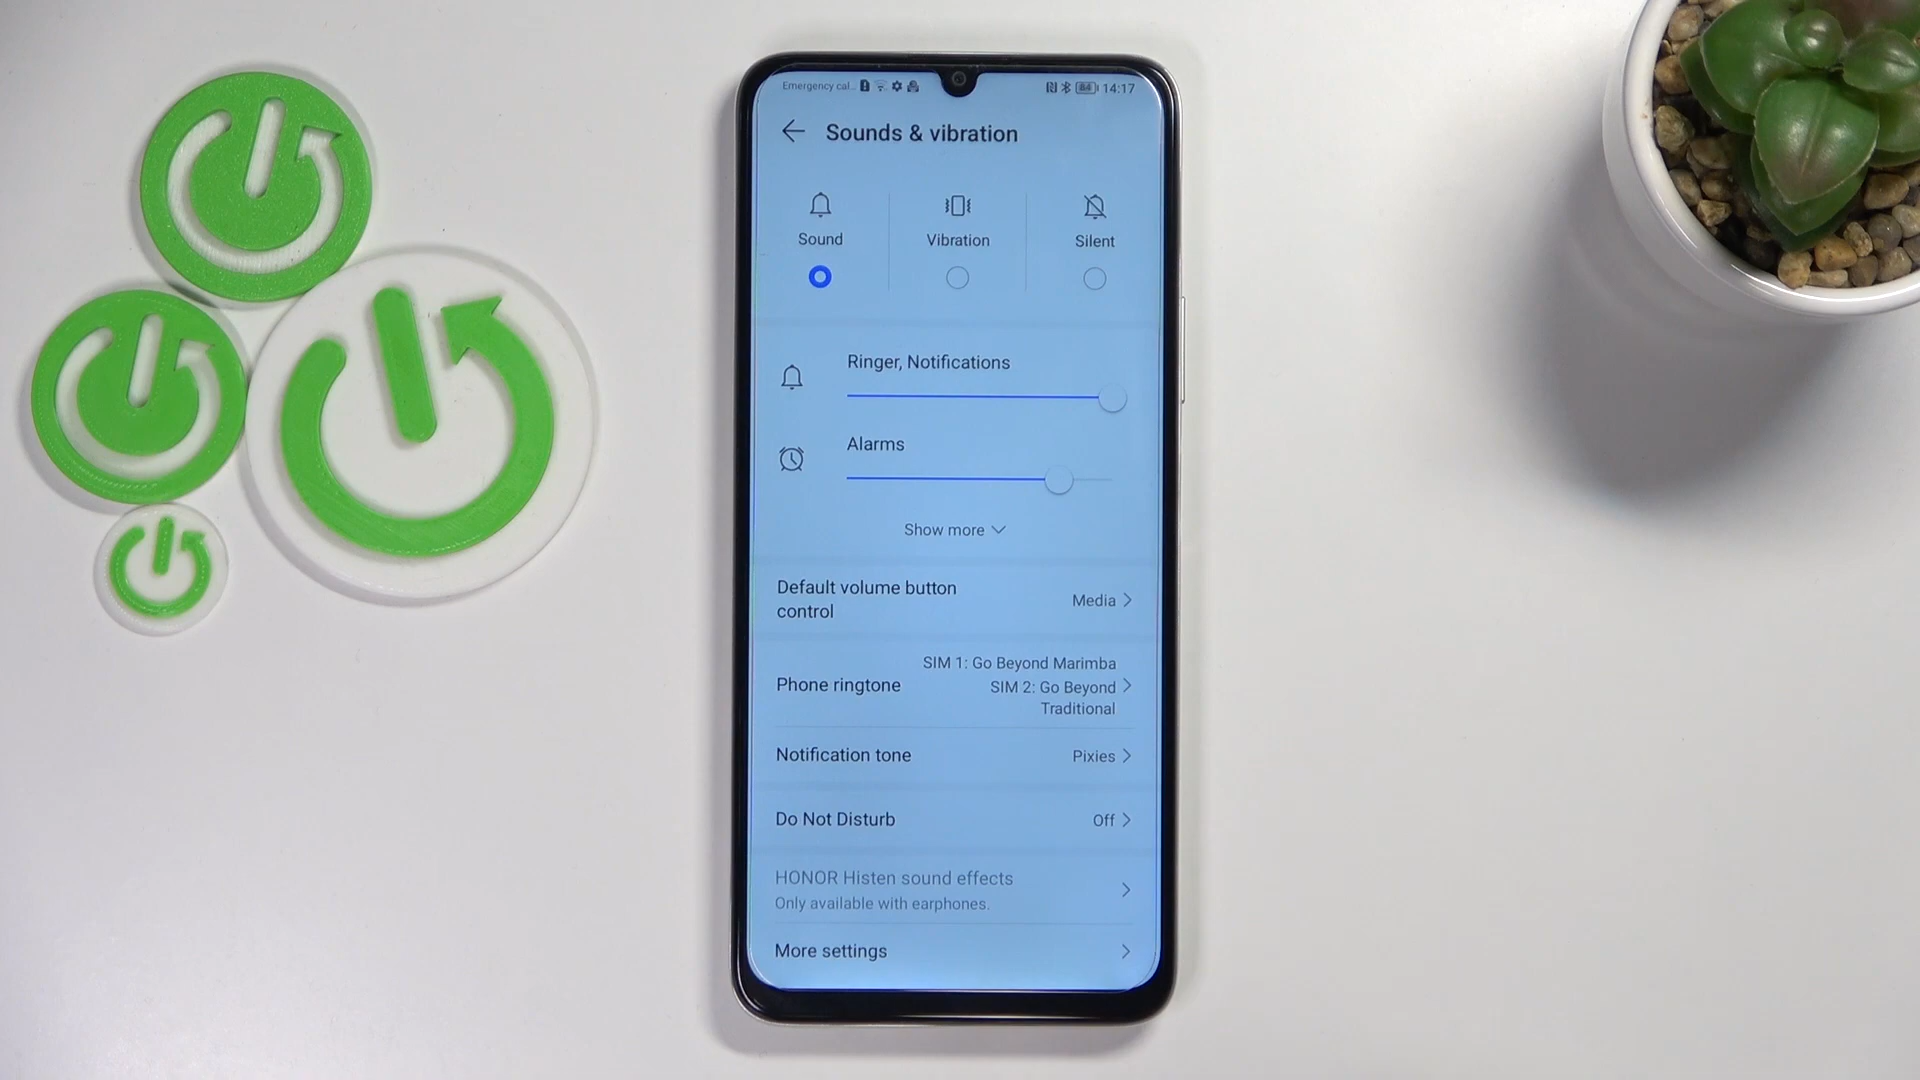 Emergency cal... 84 14:17
Sounds & vibration
Sound Vibration Silent
Ringer, Notifications
Alarms
Show more
Default volume button
control
Media
Phone ringtone
SIM 1: Go Beyond Marimba
SIM 2: Go Beyond
Traditional
Notification tone Pixies
Do Not Disturb Off
HONOR Histen sound effects
Only available with earphones.
More settings